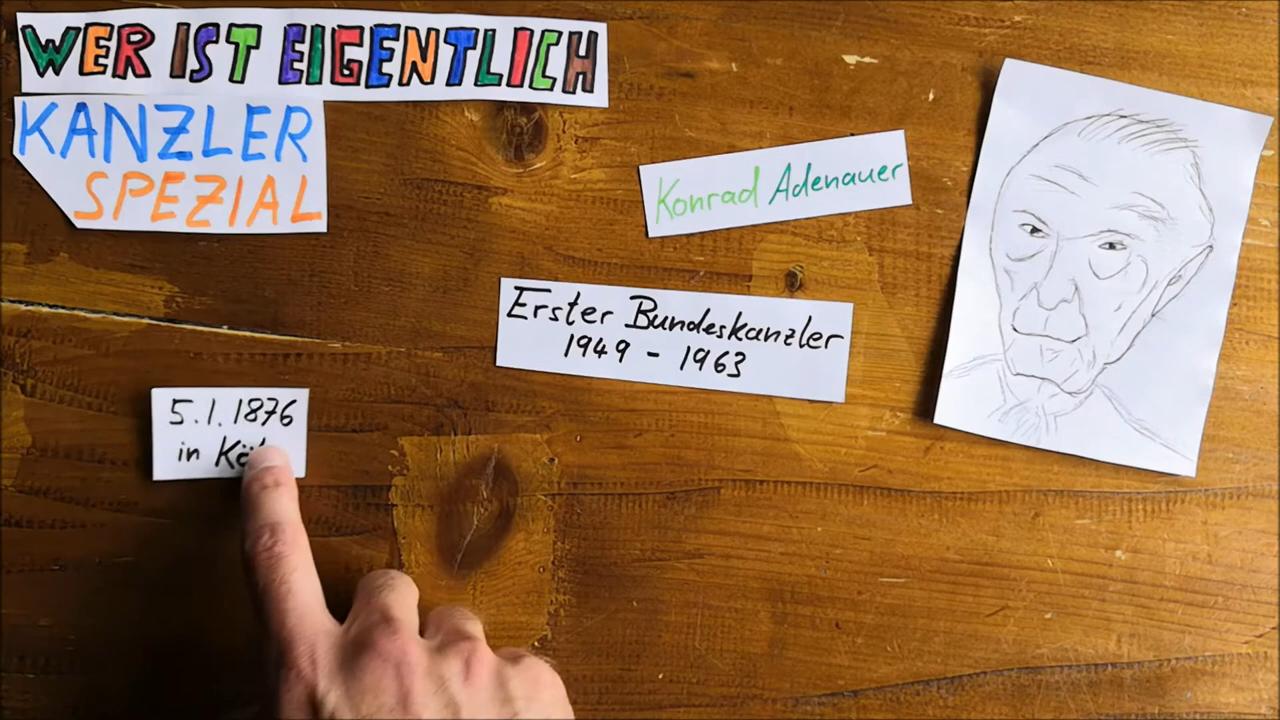 WER IST EIGENTLICH
KANZLER
SPEZIAL
Konrad Adenauer
Erster Bundeskanzler
1949 - 1963
5.1.1876
in